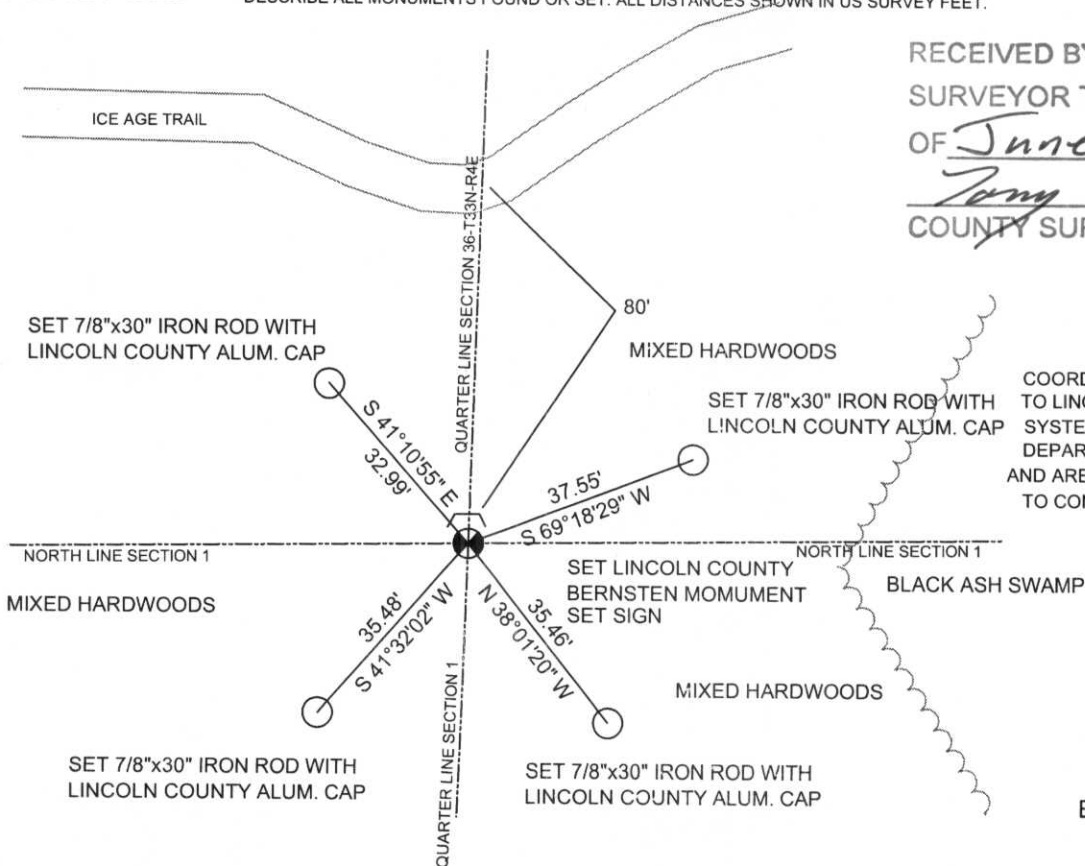 DESCRIBE ALL MONUMENTS FOUND OR SET. ALL DISTANCES SHOWN IN US SURVEY FEET.
RECEIVED BY
SURVEYOR T
OF June
Tony
COUNTY SUR
ICE AGE TRAIL
QUARTER LINE SECTION 36-T33N-R4E
80'
MIXED HARDWOODS
SET 7/8"x30" IRON ROD WITH
LINCOLN COUNTY ALUM. CAP
S 41°10'55" E
32.99'
SET 7/8"x30" IRON ROD WITH
LINCOLN COUNTY ALUM. CAP
COORD
TO LINC
SYSTE
DEPAR
AND ARE
TO CO
37.55'
S 69°18'29" W
NORTH LINE SECTION 1
NORTH LINE SECTION 1
MIXED HARDWOODS
SET LINCOLN COUNTY
BERNSTEN MOMUMENT
SET SIGN
BLACK ASH SWAMP
35.48'
S 41°32'02" W
35.46'
N 38°01'20" W
MIXED HARDWOODS
QUARTER LINE SECTION 1
SET 7/8"x30" IRON ROD WITH
LINCOLN COUNTY ALUM. CAP
SET 7/8"x30" IRON ROD WITH
LINCOLN COUNTY ALUM. CAP